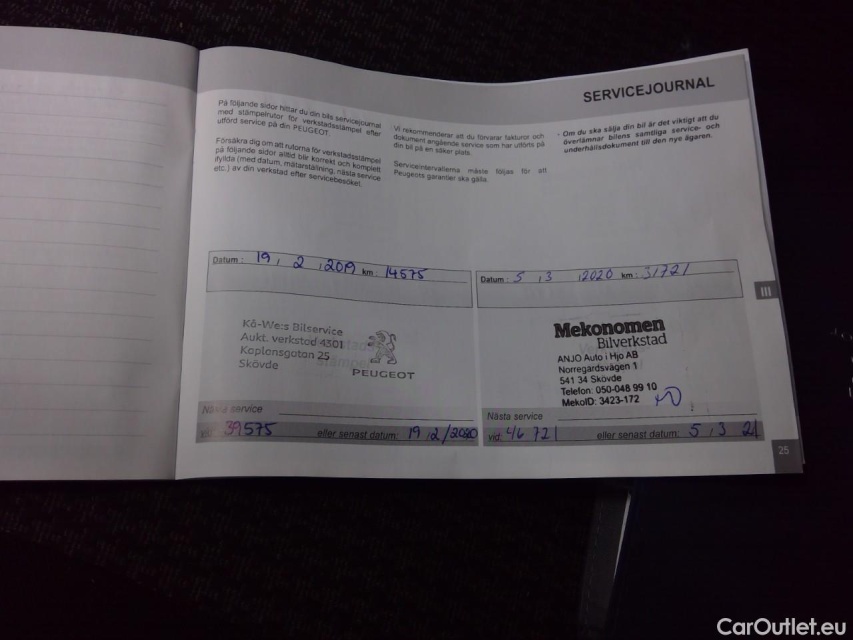 SERVICEJOURNAL
På följande sidor hittar du din bils servicejournal
med stämpelrutor för verkstadsstämpel efter
utförd service på din PEUGEOT.
Försäkra dig om att rutorna för verkstadsstämpel
på följande sidor alltid blir korrekt och komplett
ifyllda (med datum, mätarställning, nästa service
etc.) av din verkstad efter servicebesöket.
Vi rekommenderar att du förvarar fakturor och
dokument angående service som har utförts på
din bil på en säker plats.
Serviceintervallerna måste följas för att
Peugeots garantier ska gälla.
Om du ska sälja din bil är det viktigt att du
överlämnar bilens samtliga service- och
underhållsdokument till den nye ägaren.
Datum : 19 , 2 , 2019 km : 14575
Kå-We:s Bilservice
Aukt. verkstad 4301
Kaplansgatan 25
Skövde
PEUGEOT
Nästa service
vid: 39575 eller senast datum: 19 / 2 / 2020
Datum : 5 , 3 , 2020 km : 31721
Mekonomen
Bilverkstad
ANJO Auto i Hjo AB
Norregårdsvägen 1
541 34 Skövde
Telefon: 050-048 99 10
MekoID: 3423-172
Nästa service
vid: 46 721 eller senast datum: 5 , 3 21
III
25
CarOutlet.eu